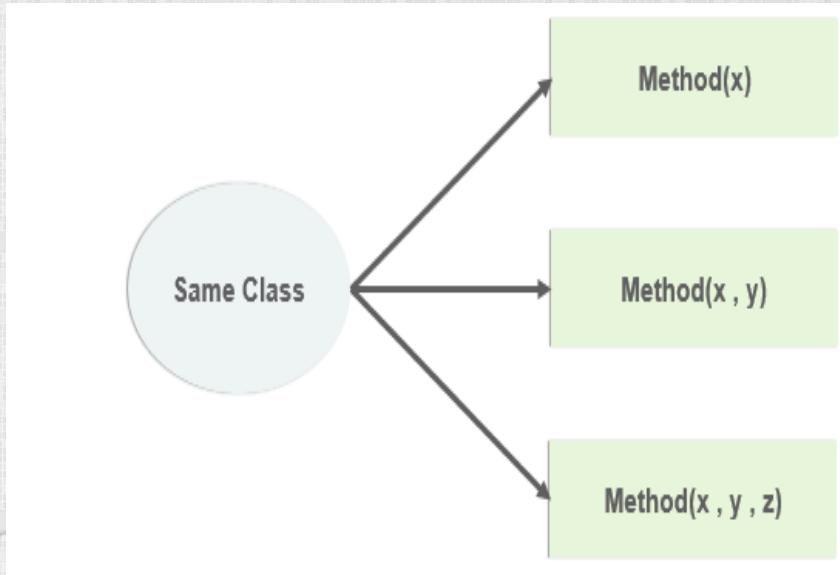 Method(x)
Same Class
Method(x , y)
Method(x , y , z)